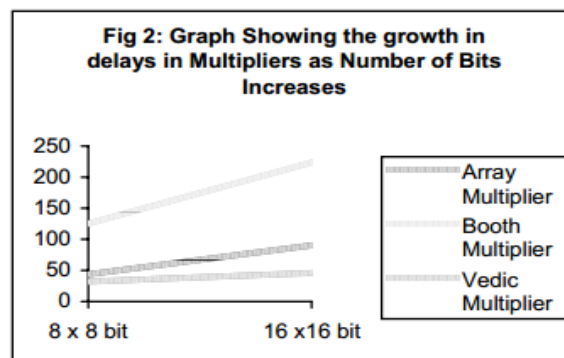 Fig 2: Graph Showing the growth in
delays in Multipliers as Number of Bits
Increases
250
200
150
100
50
0
8 x 8 bit
16 x16 bit
Array
Multiplier
Booth
Multiplier
Vedic
Multiplier